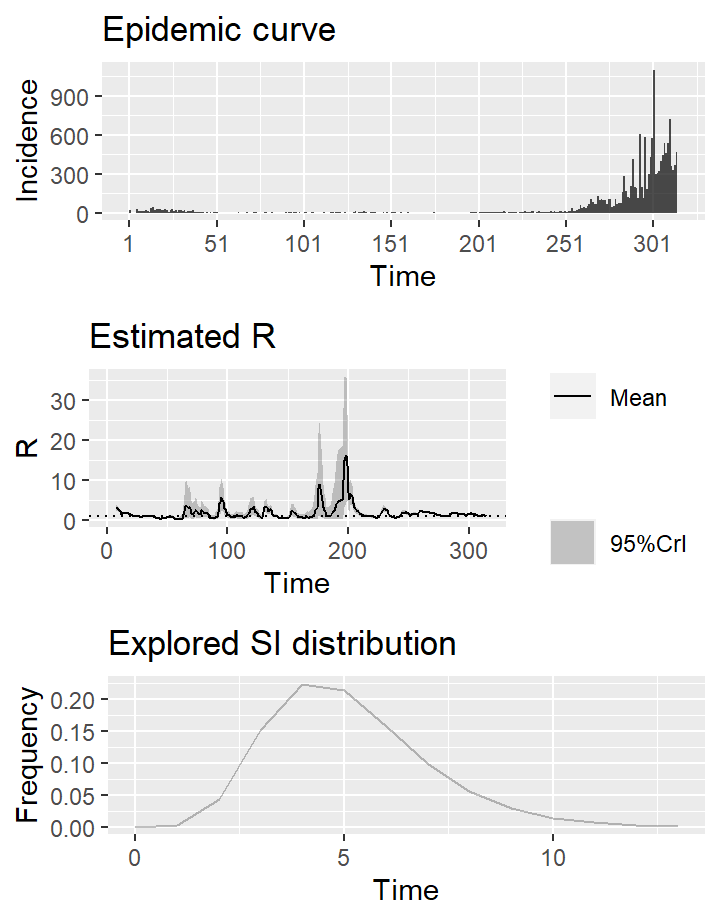 Epidemic curve
Incidence
900
600
300
0
1 51 101 151 201 251 301
Time
Estimated R
R
30
20
10
0
0 100 200 300
Time
Mean
95%CrI
Explored SI distribution
Frequency
0.20
0.15
0.10
0.05
0.00
0 5 10
Time